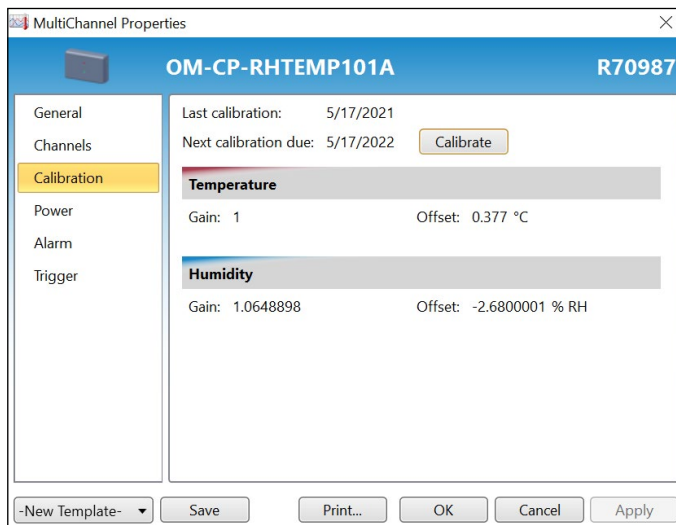 MultiChannel Properties
OM-CP-RHTEMP101A R70987
General
Channels
Calibration
Power
Alarm
Trigger
Last calibration: 5/17/2021
Next calibration due: 5/17/2022 Calibrate
Temperature
Gain: 1 Offset: 0.377 °C
Humidity
Gain: 1.0648898 Offset: -2.6800001 % RH
-New Template- Save Print... OK Cancel Apply